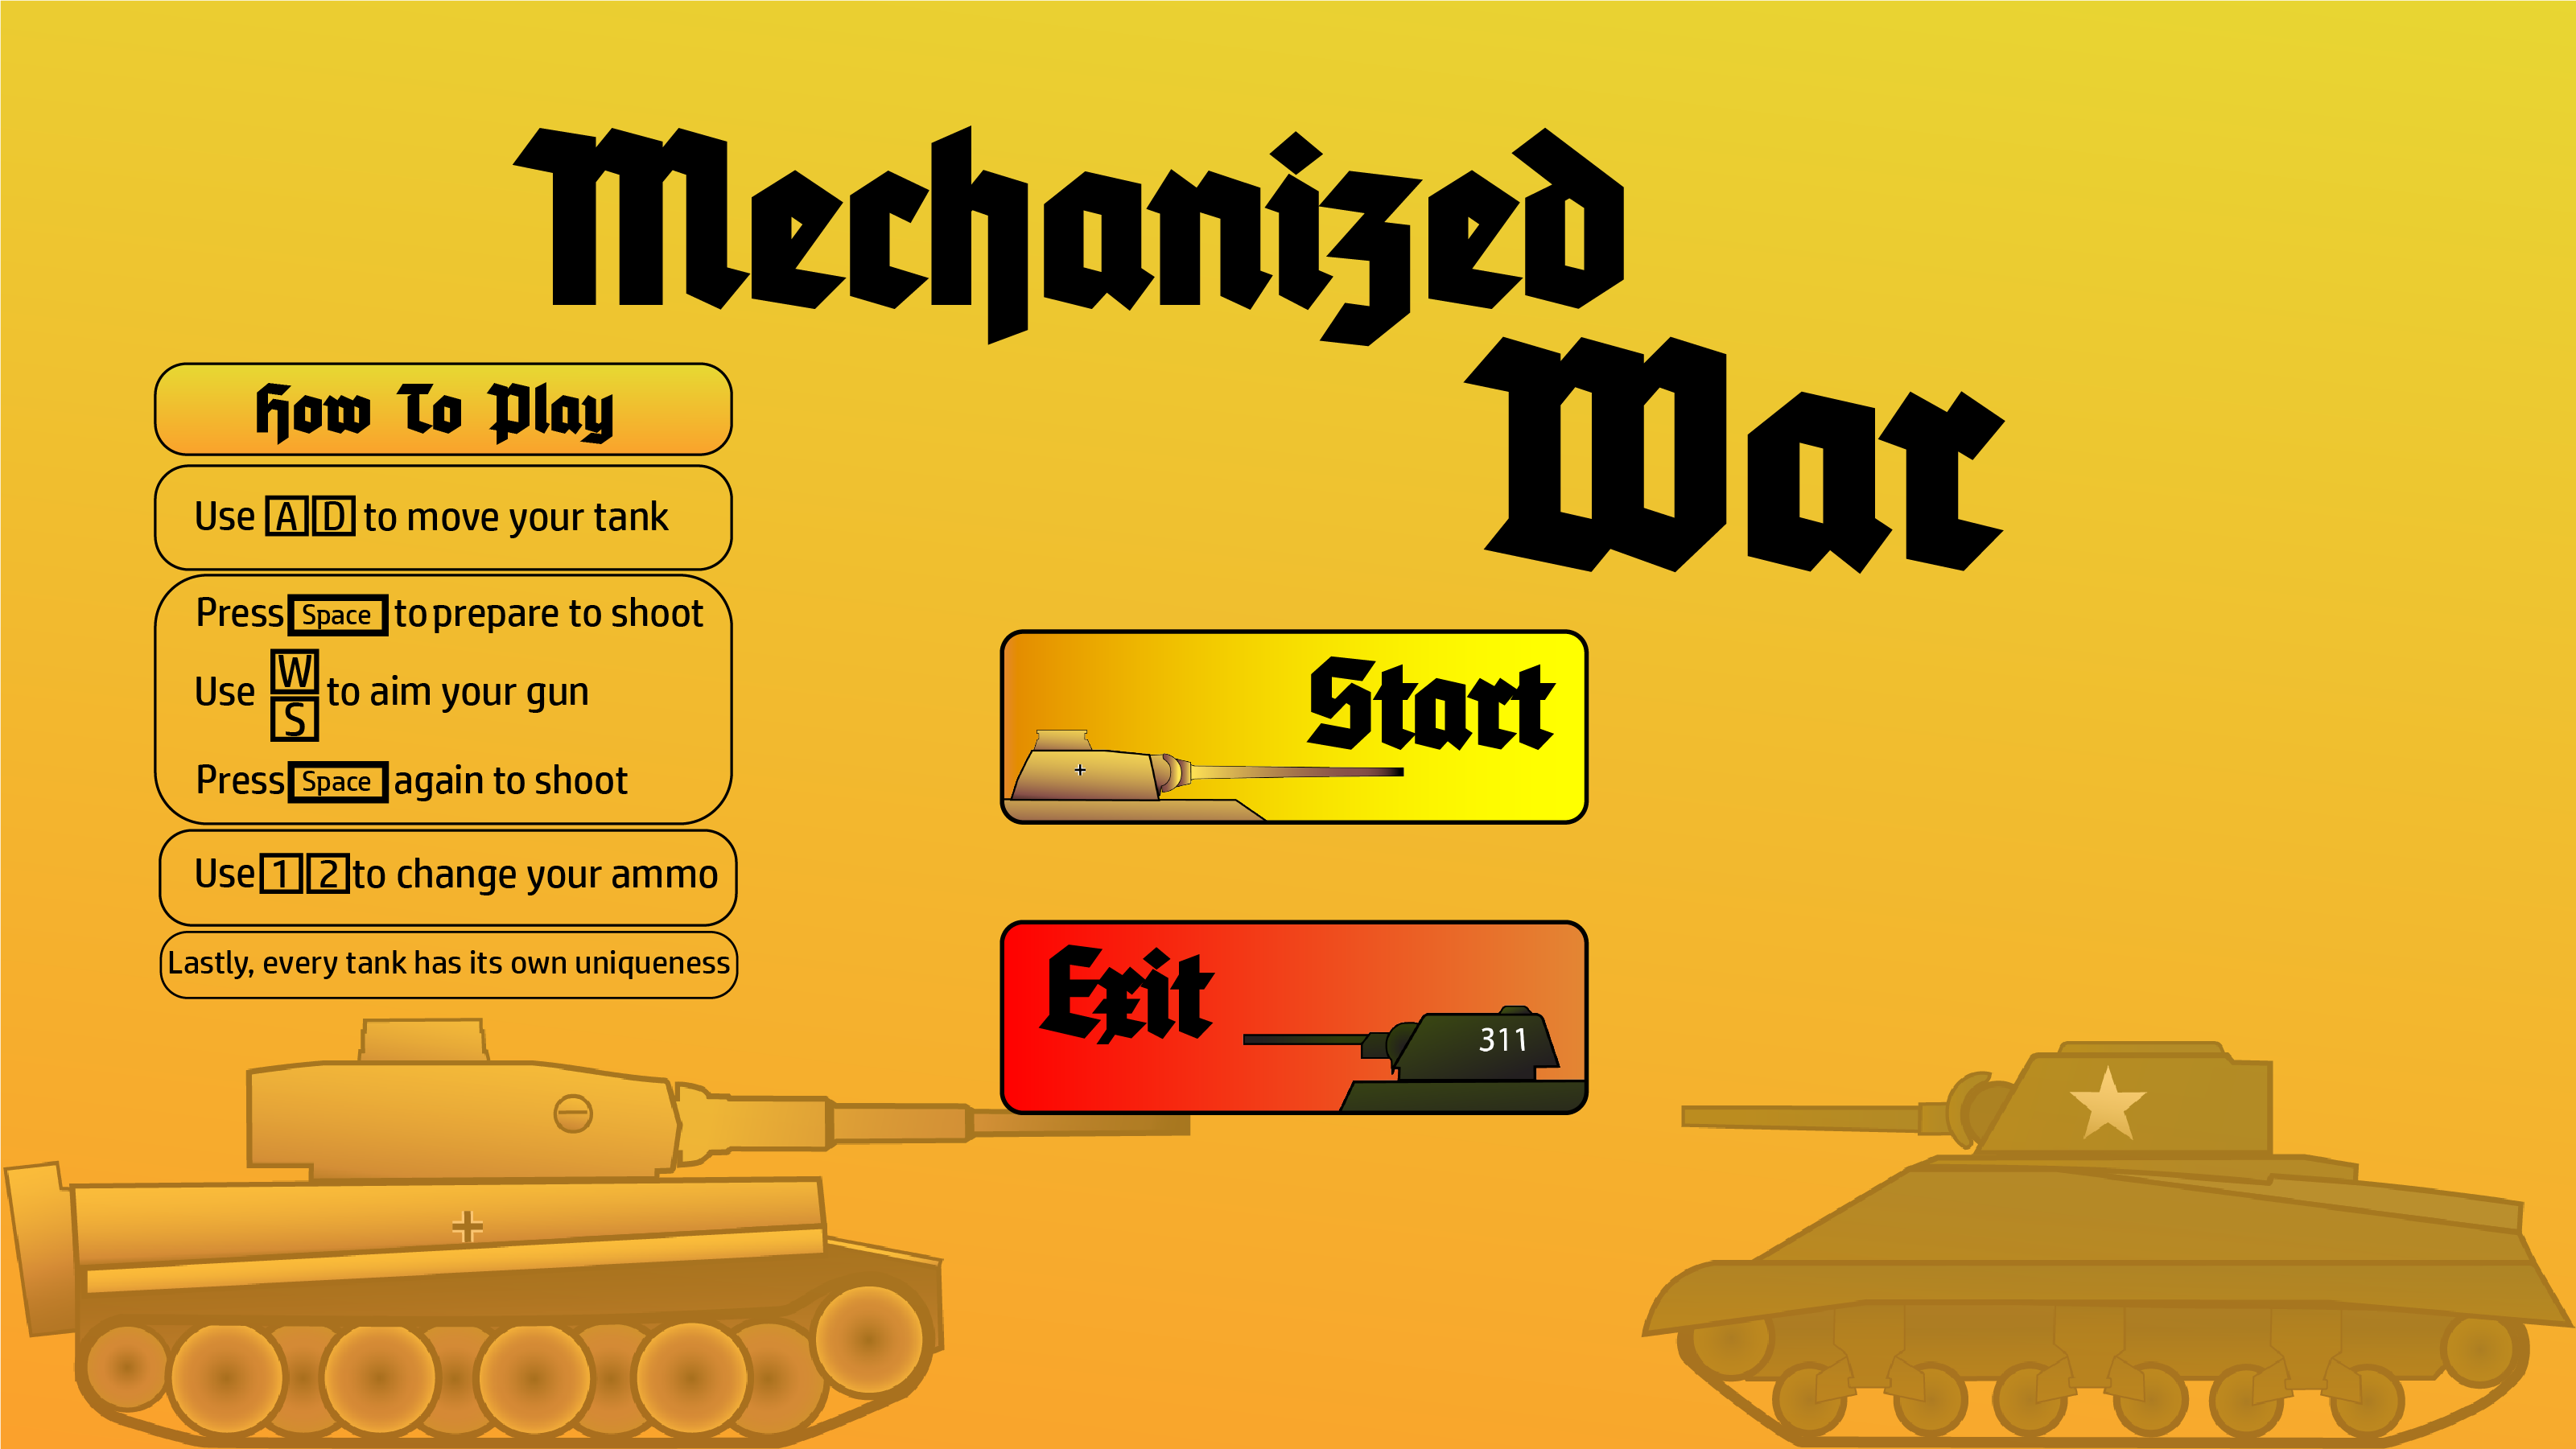 Mechanized
War
How To Play
Use A D to move your tank
Press Space to prepare to shoot
Use W S to aim your gun
Press Space again to shoot
Use 1 2 to change your ammo
Lastly, every tank has its own uniqueness
Start
Exit
311